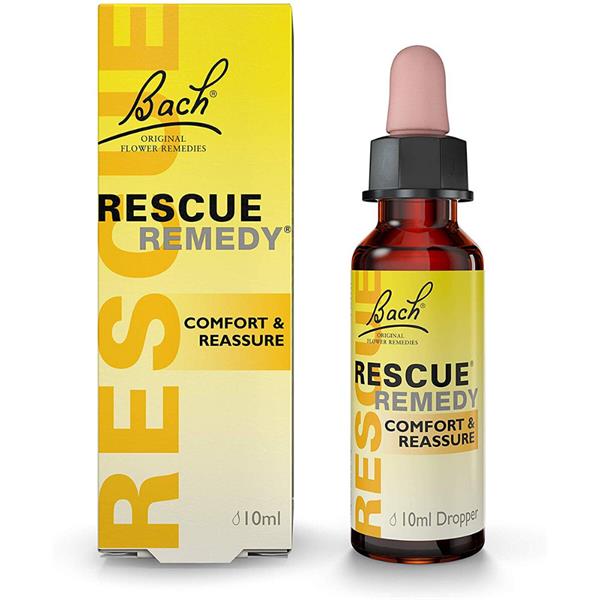 RESCUE
Bach®
ORIGINAL
FLOWER REMEDIES
RESCUE
REMEDY®
COMFORT &
REASSURE
10ml
RESCUE
Bach®
ORIGINAL
FLOWER REMEDIES
RESCUE®
REMEDY
COMFORT &
REASSURE
10ml Dropper